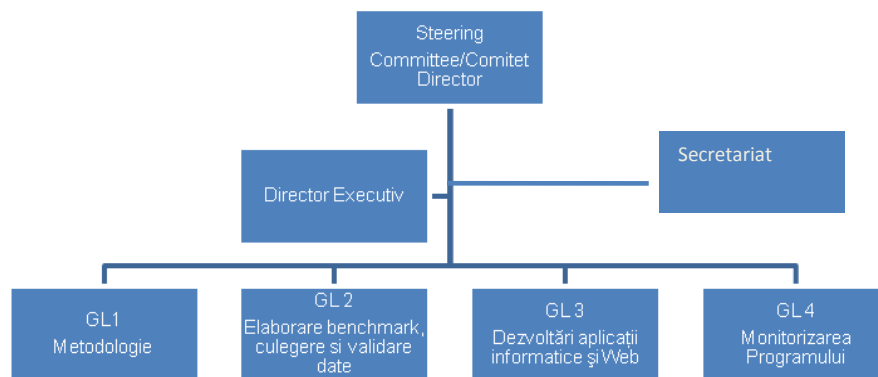 Steering
Committee/Comitet
Director
Secretariat
Director Executiv
GL1
Metodologie
GL 2
Elaborare benchmark,
culegere si validare
date
GL 3
Dezvoltări aplicații
informatice şi Web
GL 4
Monitorizarea
Programului